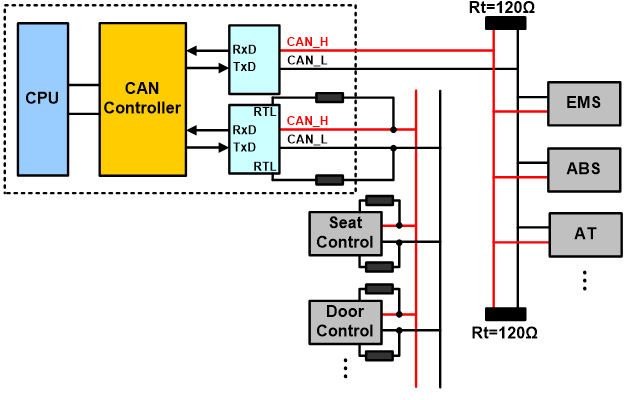 Rt=120Ω
CPU
CAN
Controller
RxD
TxD
CAN_H
CAN_L
RTL
RxD
TxD
RTL
CAN_H
CAN_L
EMS
ABS
AT
Seat
Control
Door
Control
Rt=120Ω